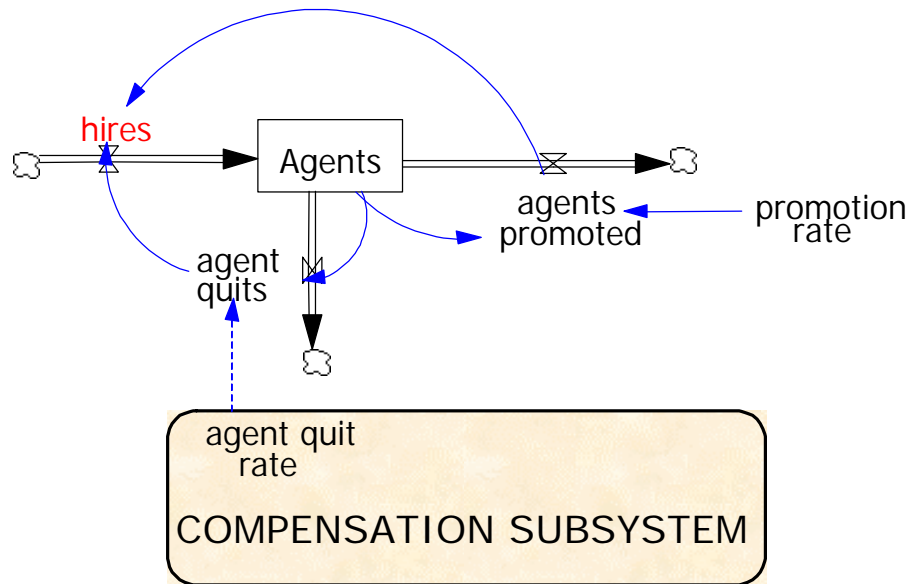 hires
Agents
agents
promoted
promotion
rate
agent
quits
agent quit
rate
COMPENSATION SUBSYSTEM